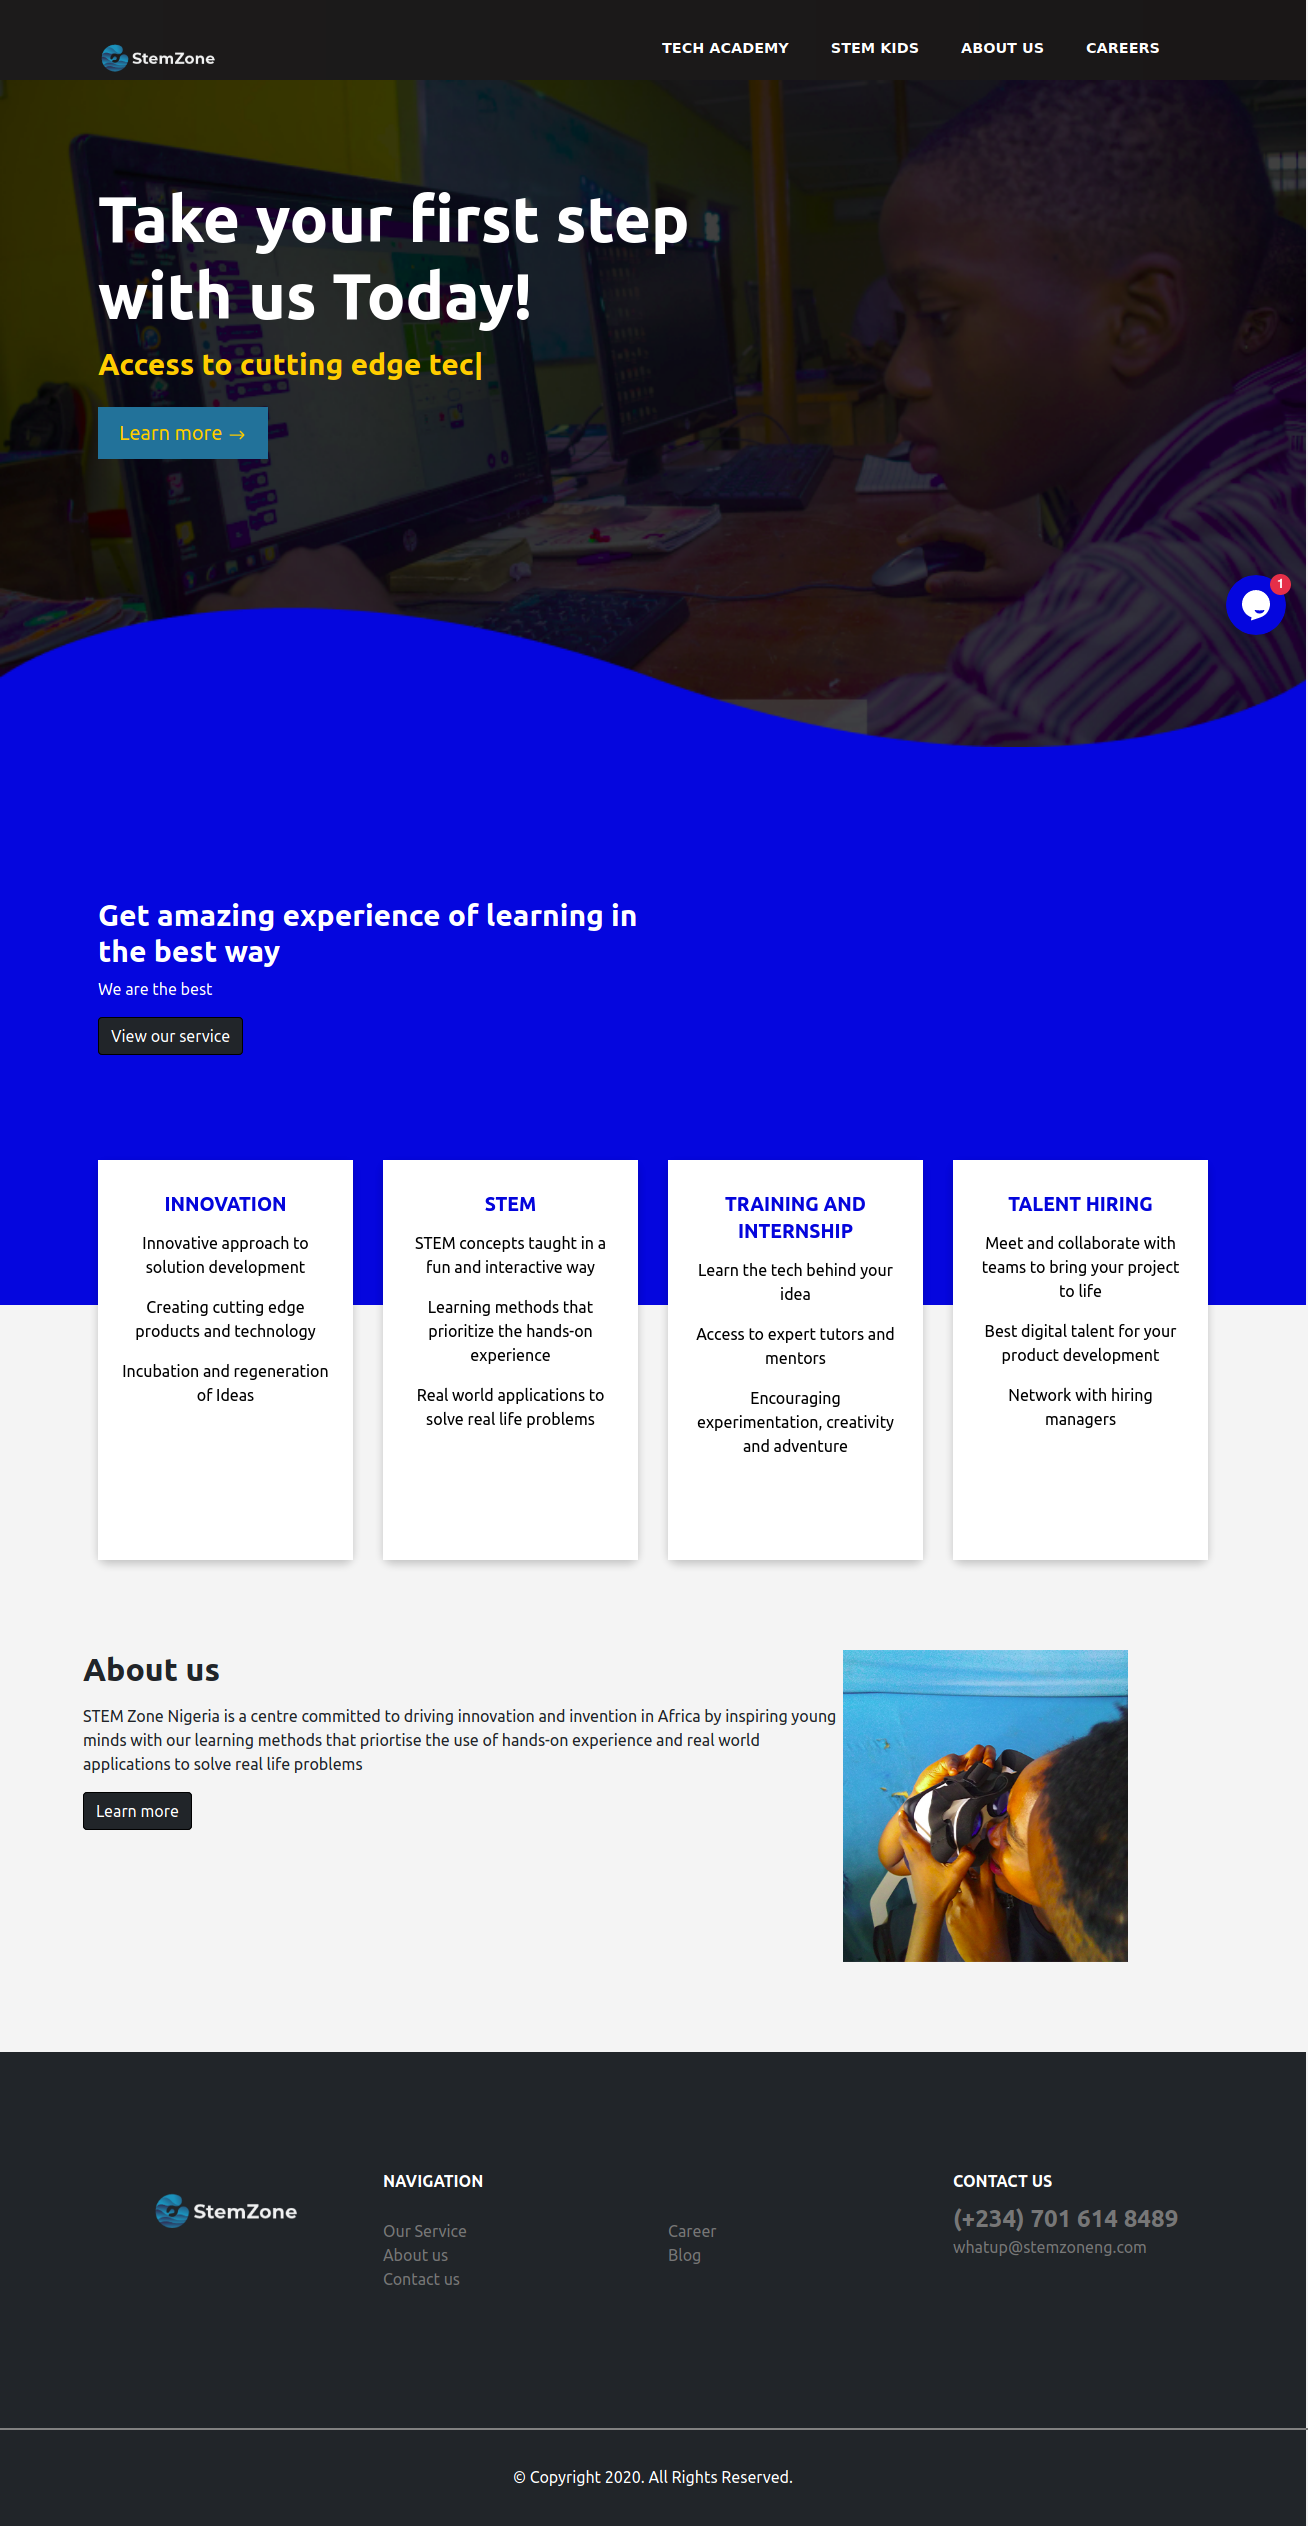 StemZone
TECH ACADEMY
STEM KIDS
ABOUT US
CAREERS
Take your first step
with us Today!
Access to cutting edge tec|
Learn more →
1
Get amazing experience of learning in
the best way
We are the best
View our service
INNOVATION
Innovative approach to
solution development
Creating cutting edge
products and technology
Incubation and regeneration
of Ideas
STEM
STEM concepts taught in a
fun and interactive way
Learning methods that
prioritize the hands-on
experience
Real world applications to
solve real life problems
TRAINING AND
INTERNSHIP
Learn the tech behind your
idea
Access to expert tutors and
mentors
Encouraging
experimentation, creativity
and adventure
TALENT HIRING
Meet and collaborate with
teams to bring your project
to life
Best digital talent for your
product development
Network with hiring
managers
About us
STEM Zone Nigeria is a centre committed to driving innovation and invention in Africa by inspiring young
minds with our learning methods that priortise the use of hands-on experience and real world
applications to solve real life problems
Learn more
StemZone
NAVIGATION
Our Service
About us
Contact us
Career
Blog
CONTACT US
(+234) 701 614 8489
whatup@stemzoneng.com
© Copyright 2020. All Rights Reserved.